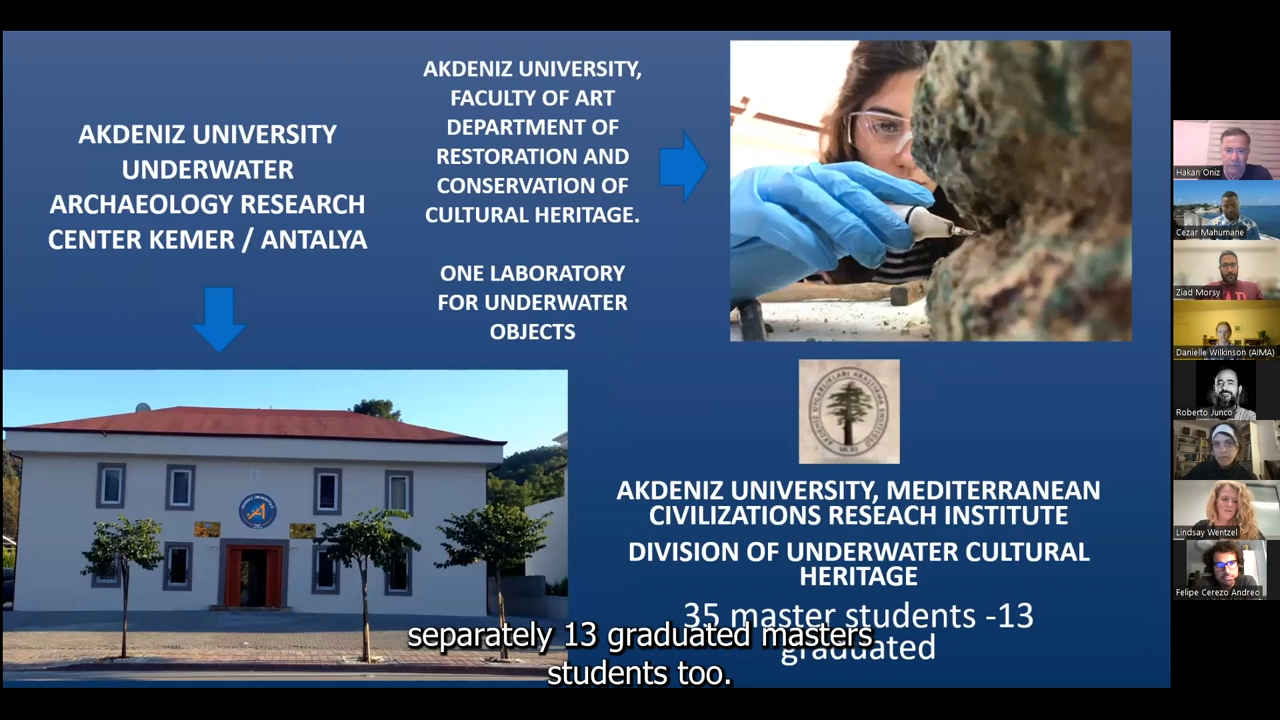 AKDENIZ UNIVERSITY
UNDERWATER
ARCHAEOLOGY RESEARCH
CENTER KEMER / ANTALYA
AKDENIZ UNIVERSITY,
FACULTY OF ART
DEPARTMENT OF
RESTORATION AND
CONSERVATION OF
CULTURAL HERITAGE.
ONE LABORATORY
FOR UNDERWATER
OBJECTS
AKDENIZ UNIVERSITY, MEDITERRANEAN
CIVILIZATIONS RESEACH INSTITUTE
DIVISION OF UNDERWATER CULTURAL
HERITAGE
35 master students -13
graduated
separately 13 graduated masters
students too.
Hakan Oniz
Cezar Mahumane
Ziad Morsy
Danielle Wilkinson (AIMA)
Roberto Junco
Lindsay Wentzel
Felipe Cerezo Andreo